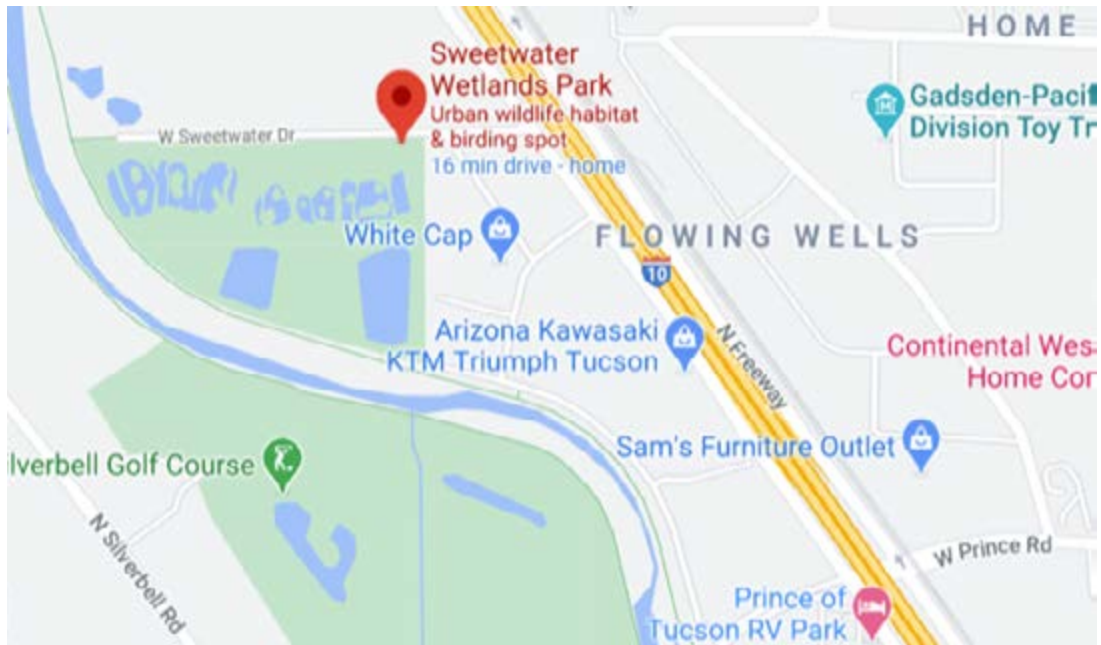 HOME
Sweetwater
Wetlands Park
Urban wildlife habitat
& birding spot
16 min drive - home
Gadsden-Pacif
Division Toy Tr
W Sweetwater Dr
White Cap
FLOWING WELLS
10
Arizona Kawasaki
KTM Triumph Tucson
N Freeway
Continental Wes
Home Cor
Sam's Furniture Outlet
ilverbell Golf Course
N Silverbell Rd
W Prince Rd
Prince of
Tucson RV Park